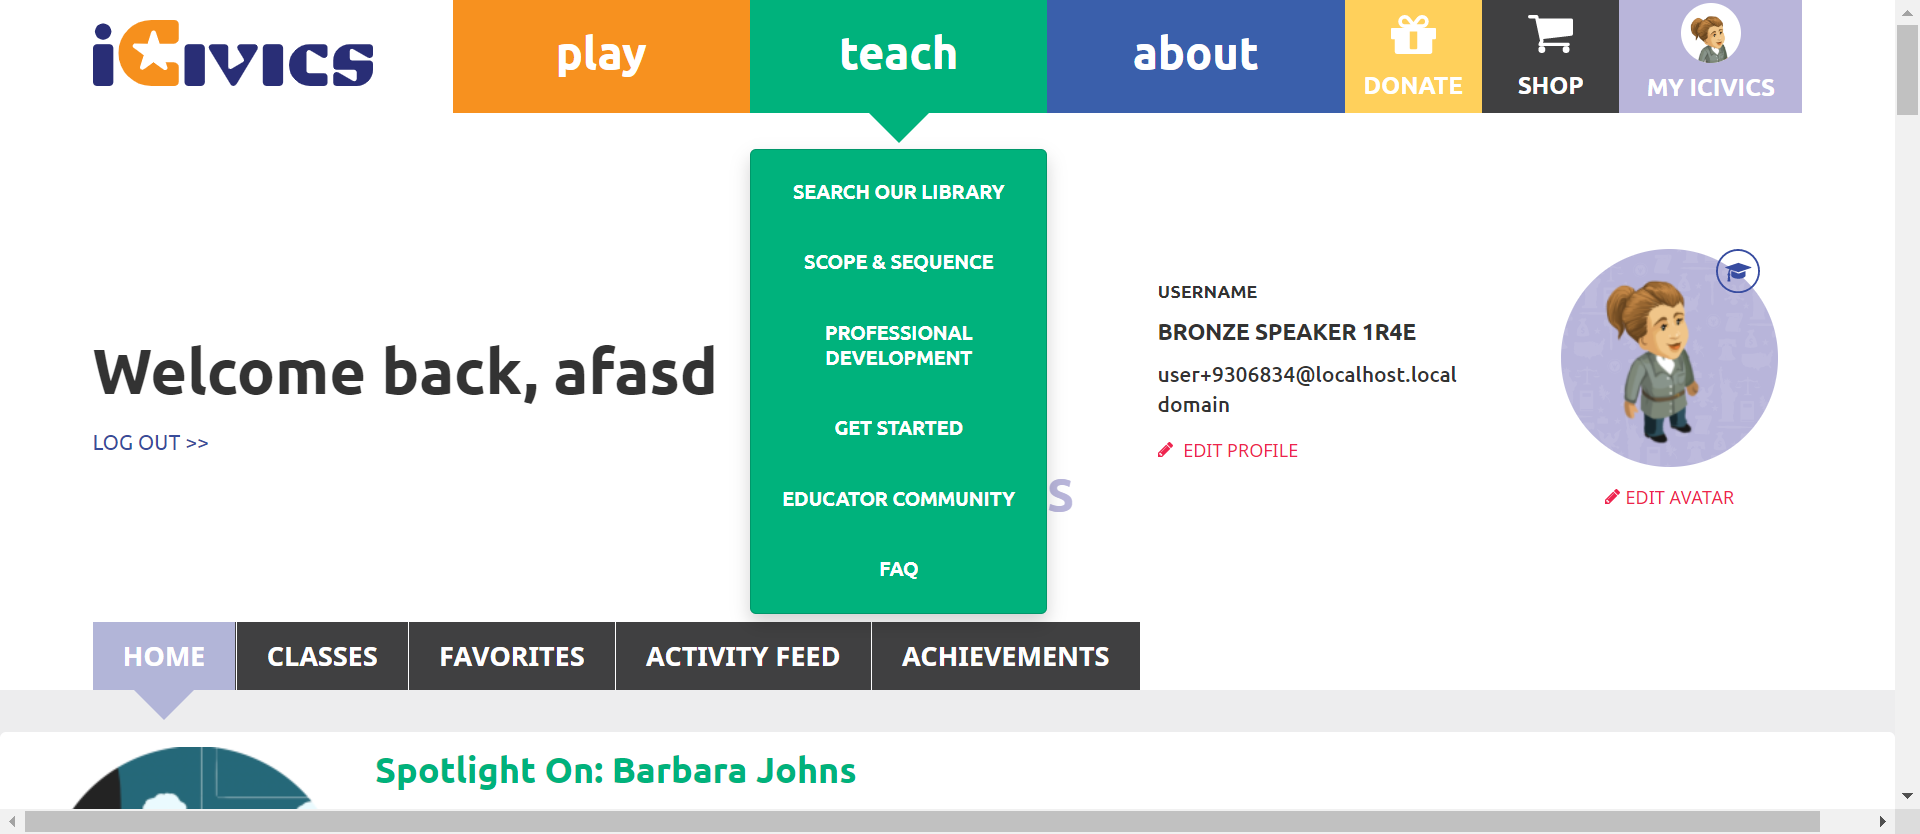 iCivics
play
teach
about
DONATE
SHOP
MY ICIVICS
SEARCH OUR LIBRARY
SCOPE & SEQUENCE
PROFESSIONAL
DEVELOPMENT
GET STARTED
EDUCATOR COMMUNITY
FAQ
Welcome back, afasd
LOG OUT >>
s
USERNAME
BRONZE SPEAKER 1R4E
user+9306834@localhost.local
domain
EDIT PROFILE
EDIT AVATAR
HOME
CLASSES
FAVORITES
ACTIVITY FEED
ACHIEVEMENTS
Spotlight On: Barbara Johns